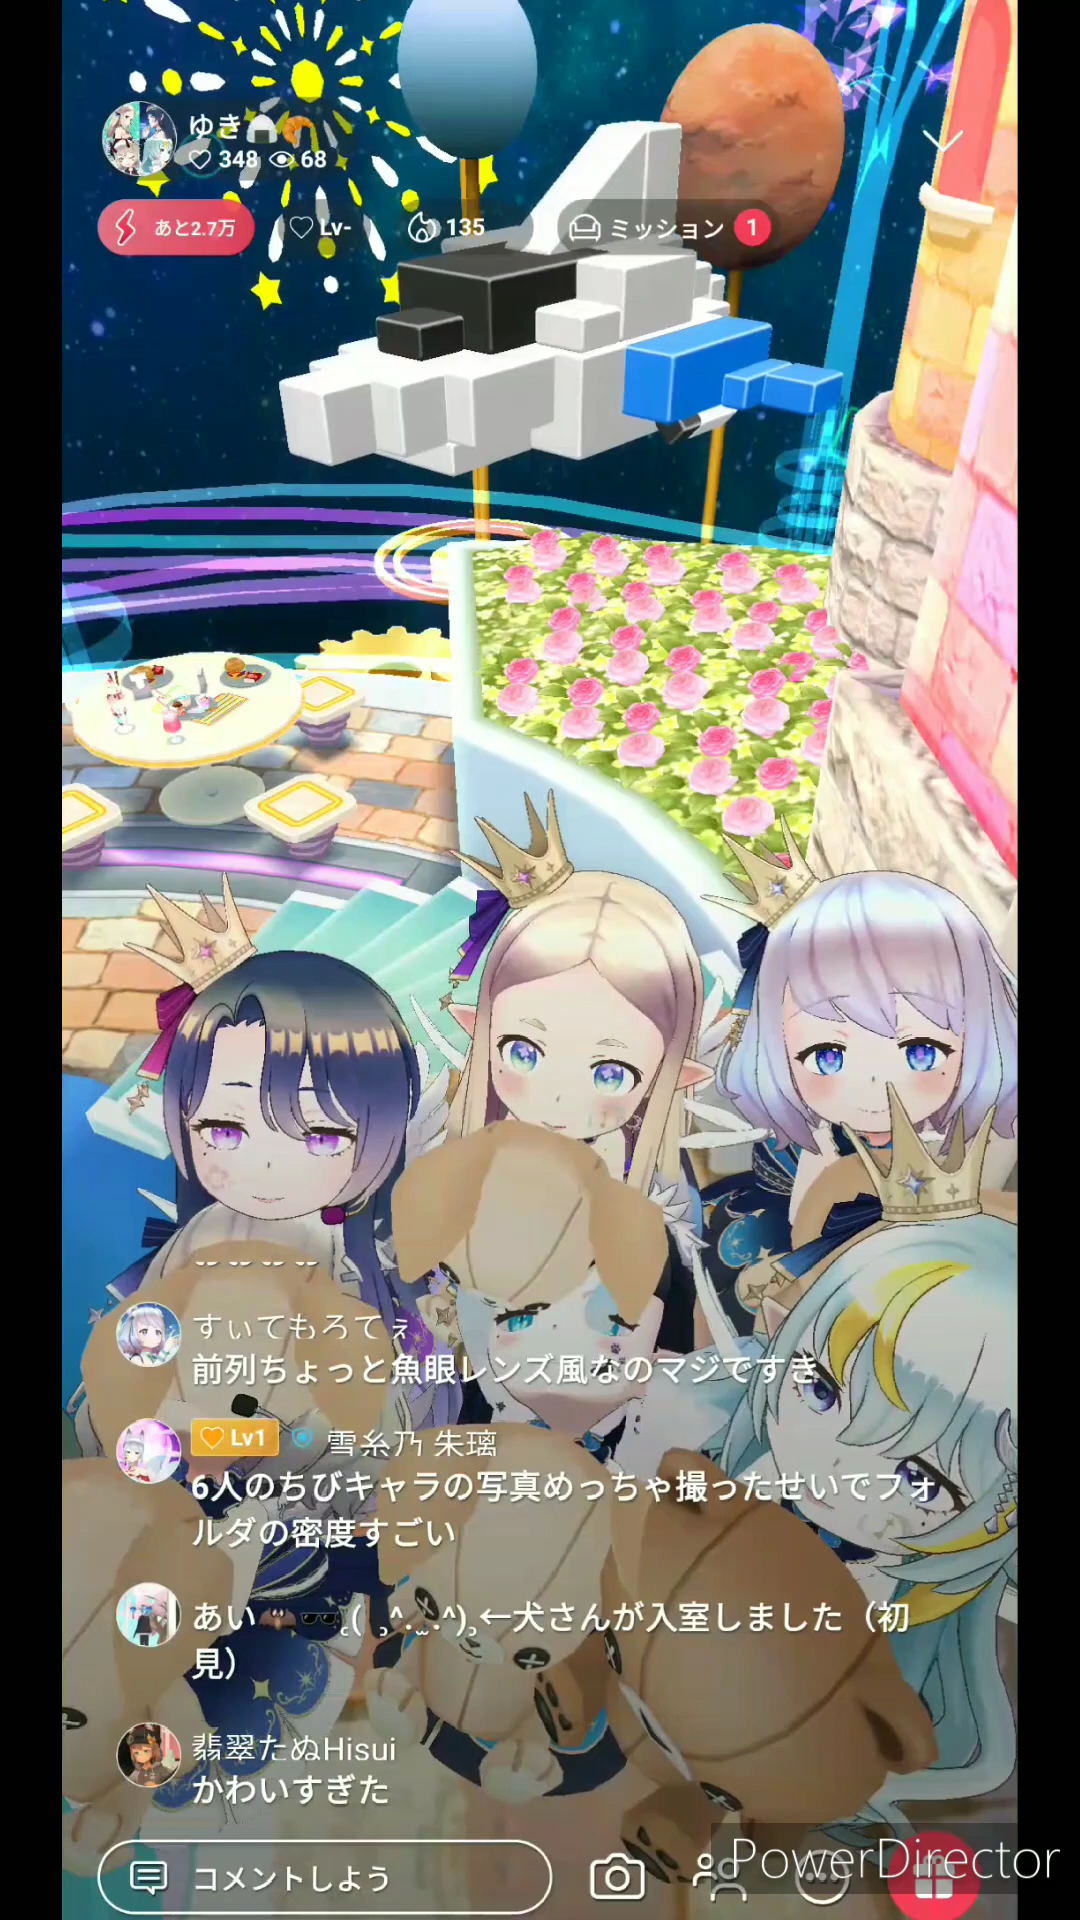 ゆき🍙🦐
348 68
あと2.7万 Lv- 135 ミッション 1
すぃてもろてぇ
前列ちょっと魚眼レンズ風なのマジですき
Lv1 雪糸乃 朱璃
6人のちびキャラの写真めっちゃ撮ったせいでフォ
ルダの密度すごい
あい🦇🕶️ξ( ˬ^ . ̫ .^)ˬ←犬さんが入室しました（初
見）
翡翠たぬHisui
かわいすぎた
コメントしよう
PowerDirector